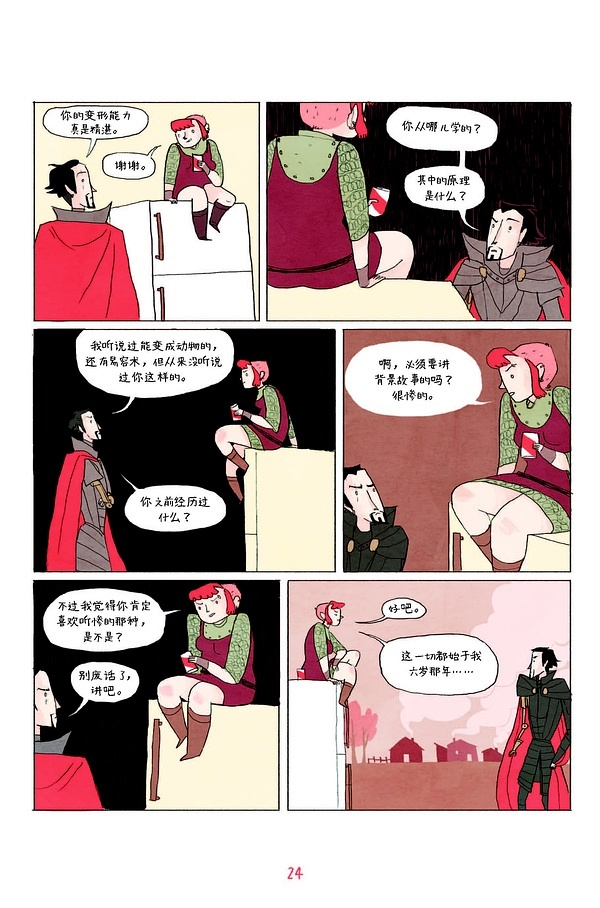 你的变形能力
真是精湛。
谢谢。
你从哪儿学的？
其中的原理
是什么？
我听说过能变成动物的，
还有易容术，但从来没听说
过你这样的。
你之前经历过
什么？
啊，必须要讲
背景故事的吗？
很惨的。
不过我觉得你肯定
喜欢听惨的那种，
是不是？
别废话了，
讲吧。
好吧。
这一切都始于我
六岁那年……
24